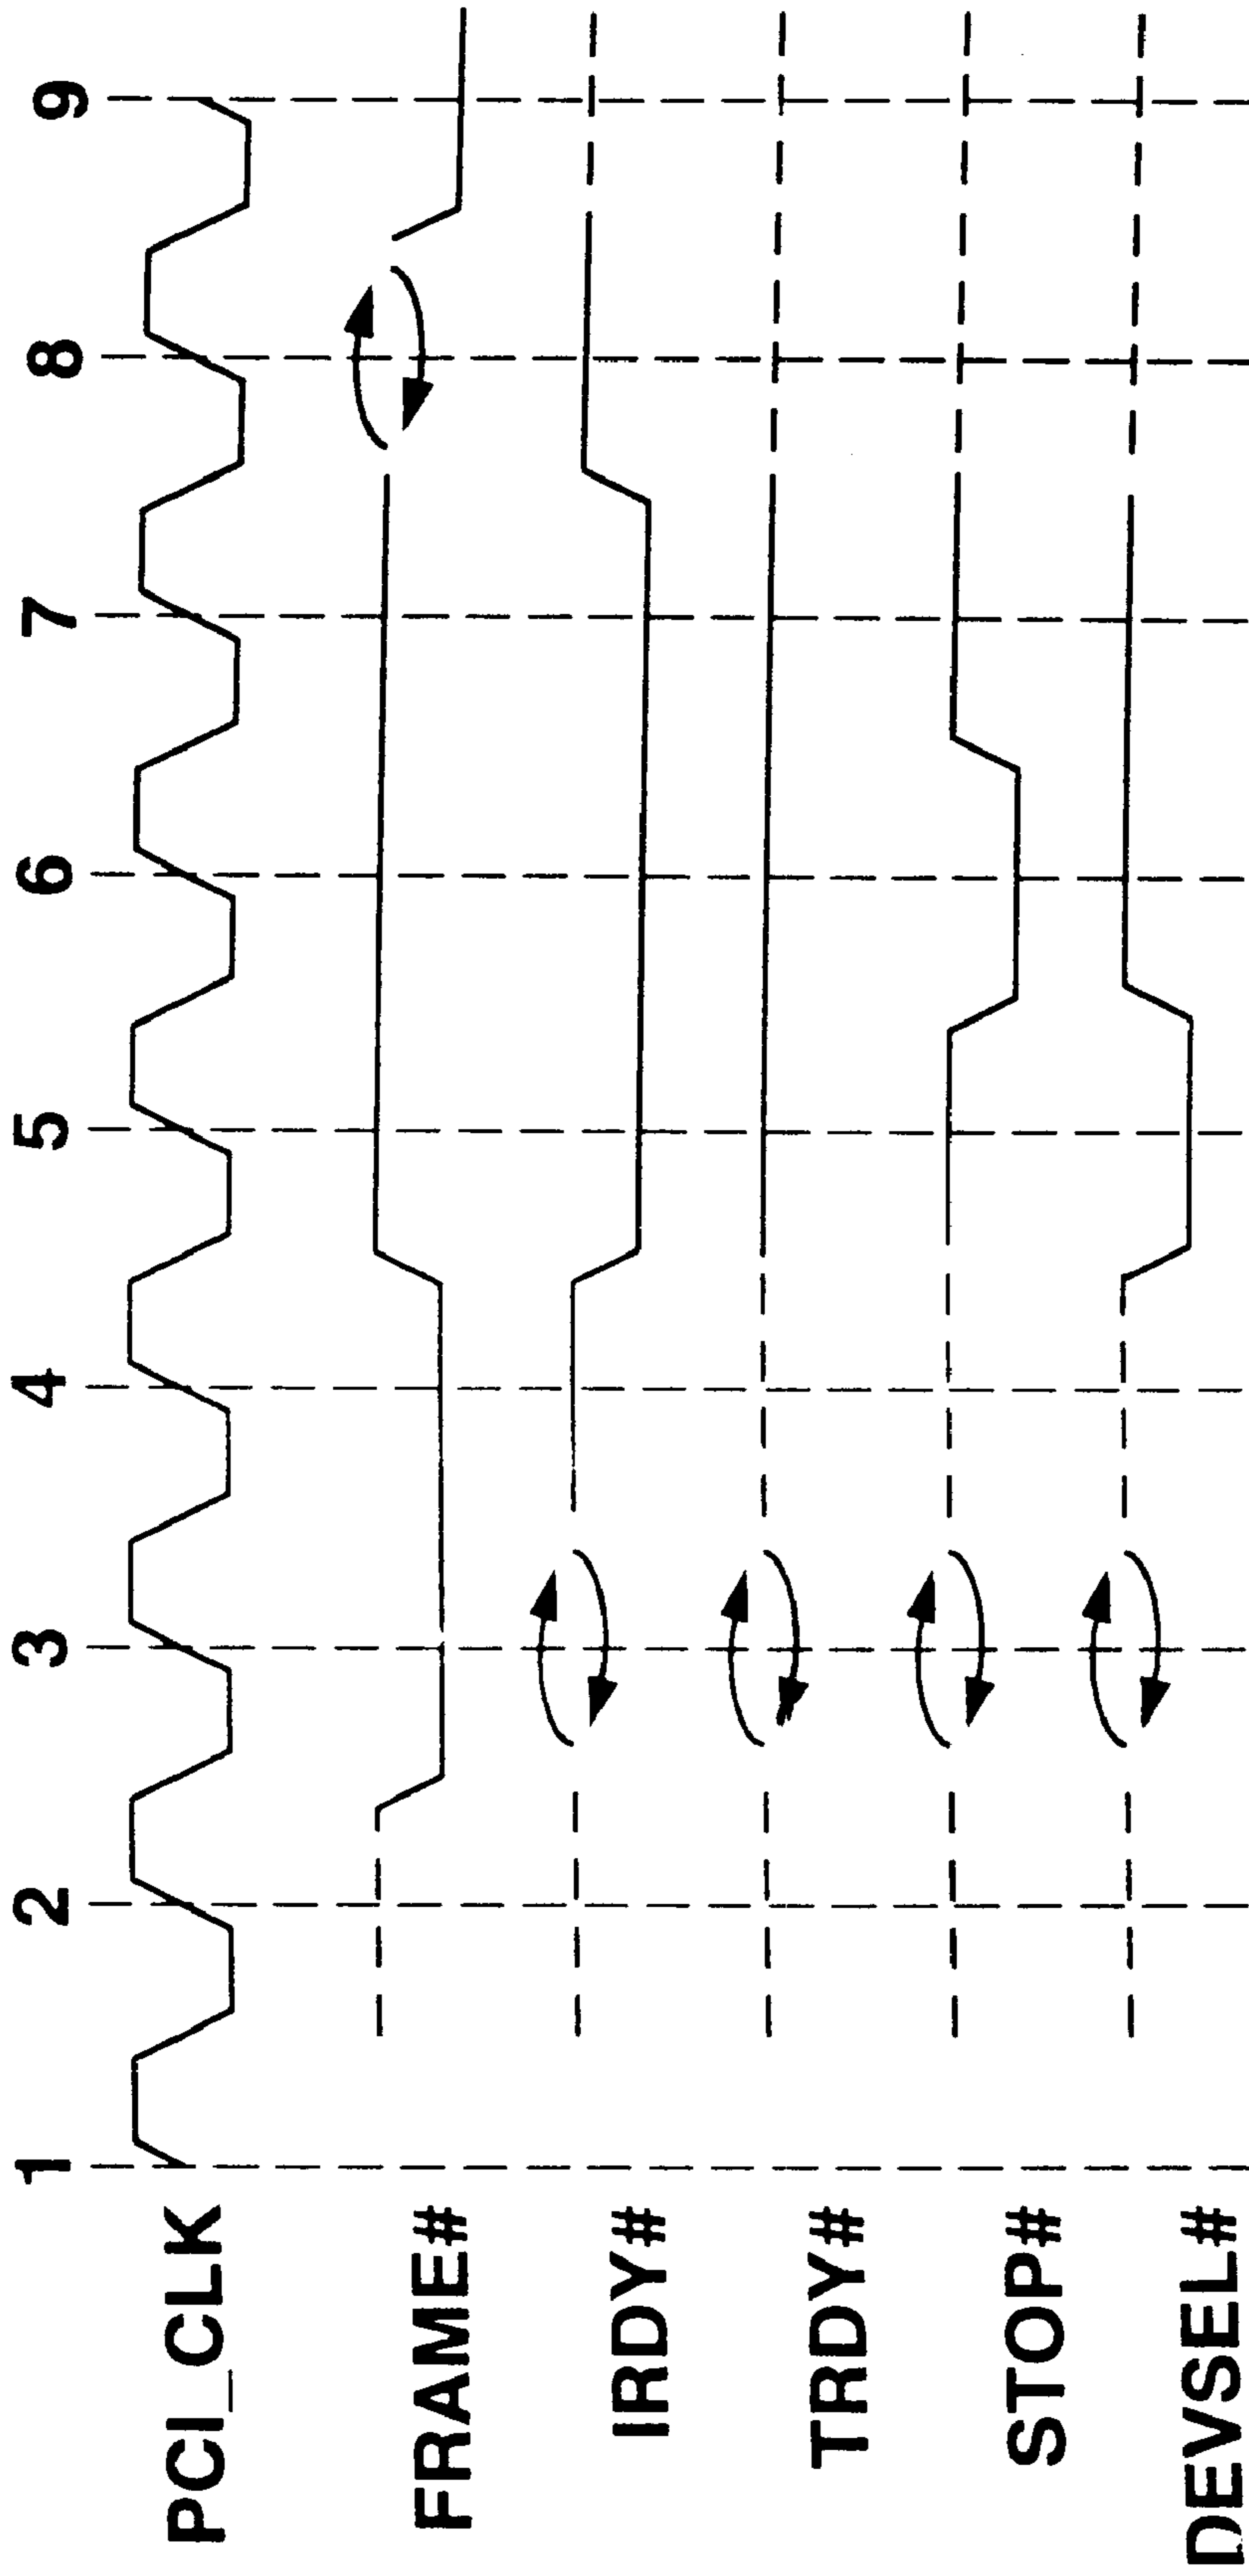 1 2 3 4 5 6 7 8 9
PCI_CLK
FRAME#
IRDY#
TRDY#
STOP#
DEVSEL#